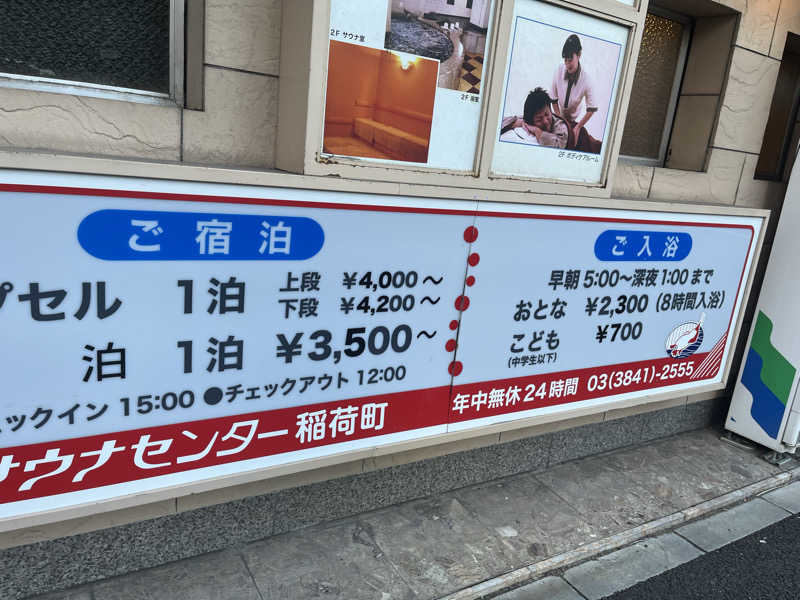 2F サウナ室
2F 浴室
2F ボディケアルーム
ご宿泊
プセル 1泊 上段 ¥4,000~
下段 ¥4,200~
泊 1泊 ¥3,500~
ェックイン 15:00 ●チェックアウト 12:00
サウナセンター稲荷町
ご入浴
早朝 5:00~深夜 1:00 まで
おとな ¥2,300 (8時間入浴)
こども ¥700
(中学生以下)
年中無休24時間 03(3841)-2555